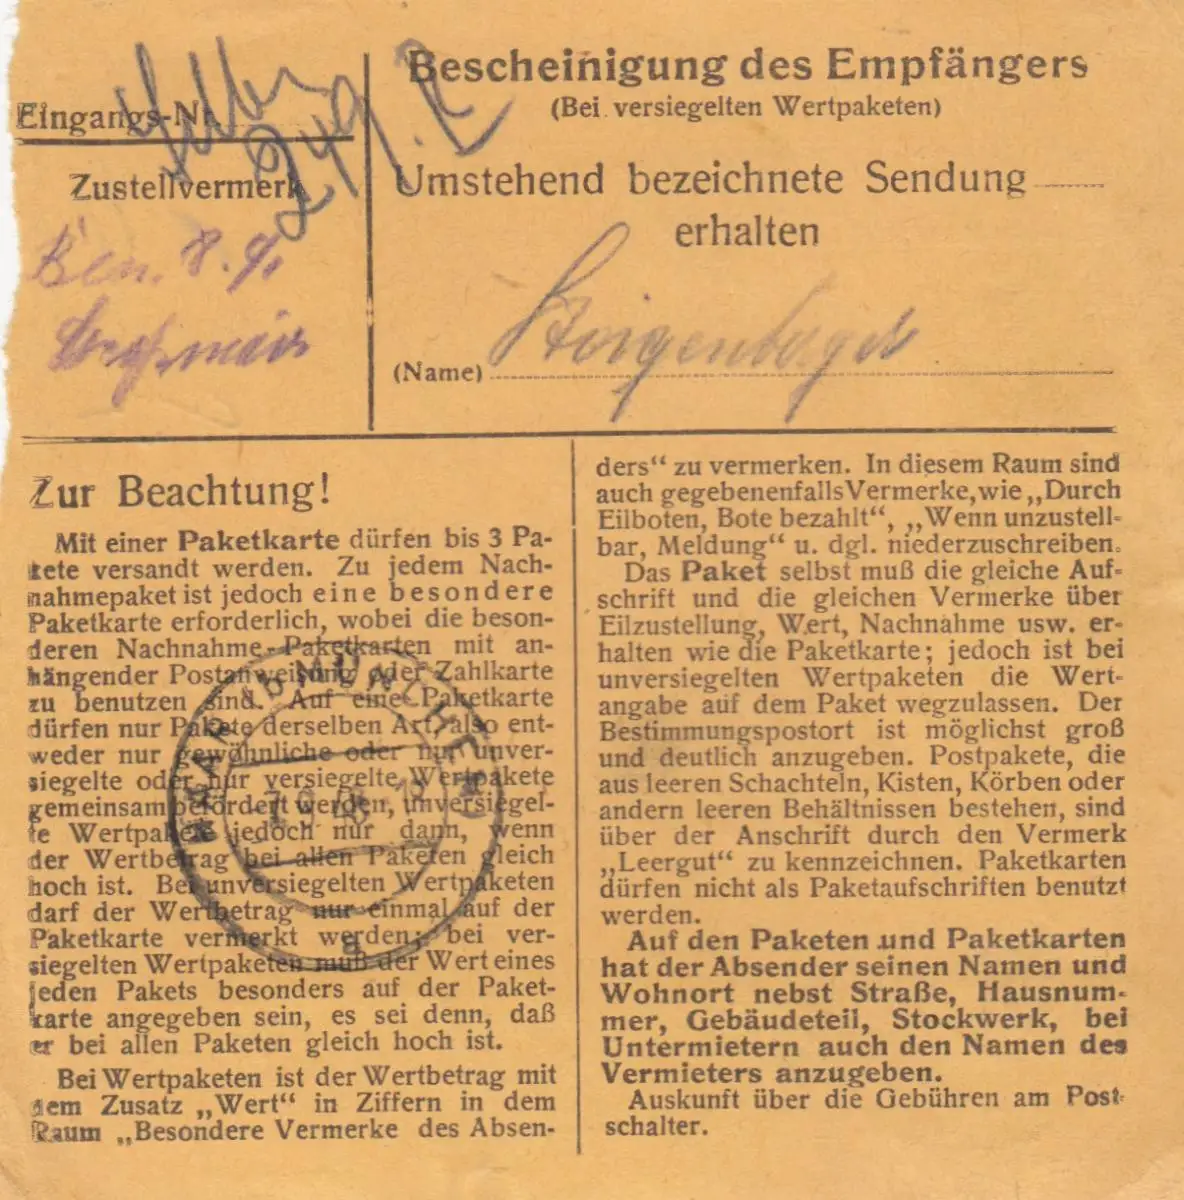 Eingangs-Nr.
Zustellvermerk
Bescheinigung des Empfängers
(Bei versiegelten Wertpaketen)
Umstehend bezeichnete Sendung
erhalten
(Name)
Zur Beachtung!
Mit einer Paketkarte dürfen bis 3 Pa-
kete versandt werden. Zu jedem Nach-
nahmepaket ist jedoch eine besondere
Paketkarte erforderlich, wobei die beson-
deren Nachnahme-Paketkarten mit an-
hängender Postanweisung oder Zahlkarte
zu benutzen sind. Auf eine Paketkarte
dürfen nur Pakete derselben Art, also ent-
weder nur gewöhnliche oder nur unver-
siegelte oder nur versiegelte Wertpakete
gemeinsam befördert werden, unversiegel-
te Wertpakete jedoch nur dann, wenn
der Wertbetrag bei allen Paketen gleich
hoch ist. Bei unversiegelten Wertpaketen
darf der Wertbetrag nur einmal auf der
Paketkarte vermerkt werden; bei ver-
siegelten Wertpaketen muß der Wert eines
jeden Pakets besonders auf der Paket-
karte angegeben sein, es sei denn, daß
er bei allen Paketen gleich hoch ist.
Bei Wertpaketen ist der Wertbetrag mit
dem Zusatz „Wert“ in Ziffern in dem
Raum „Besondere Vermerke des Absen-
ders“ zu vermerken. In diesem Raum sind
auch gegebenenfalls Vermerke, wie „Durch
Eilboten, Bote bezahlt“, „Wenn unzustell-
bar, Meldung“ u. dgl. niederzuschreiben.
Das Paket selbst muß die gleiche Auf-
schrift und die gleichen Vermerke über
Eilzustellung, Wert, Nachnahme usw. er-
halten wie die Paketkarte; jedoch ist bei
unversiegelten Wertpaketen die Wert-
angabe auf dem Paket wegzulassen. Der
Bestimmungspostort ist möglichst groß
und deutlich anzugeben. Postpakete, die
aus leeren Schachteln, Kisten, Körben oder
andern leeren Behältnissen bestehen, sind
über der Anschrift durch den Vermerk
„Leergut“ zu kennzeichnen. Paketkarten
dürfen nicht als Paketaufschriften benutzt
werden.
Auf den Paketen und Paketkarten
hat der Absender seinen Namen und
Wohnort nebst Straße, Hausnum-
mer, Gebäudeteil, Stockwerk, bei
Untermietern auch den Namen des
Vermieters anzugeben.
Auskunft über die Gebühren am Post-
schalter.
HAAR (b MÜNCHEN)
a